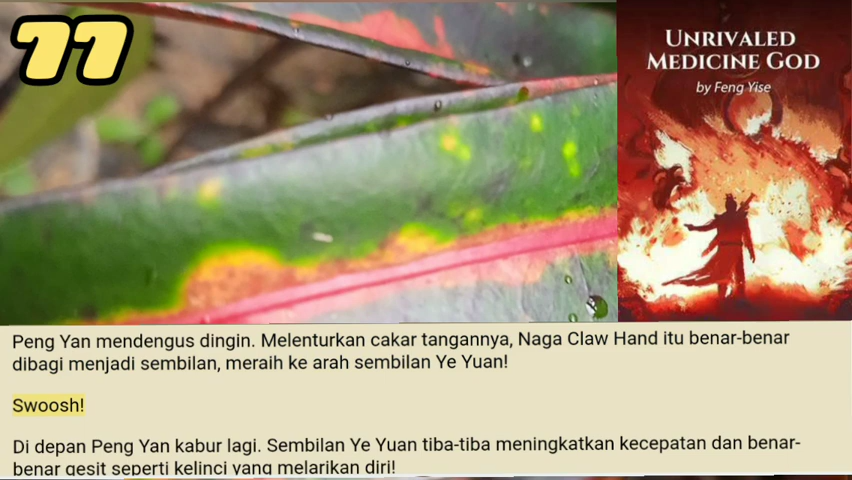 77
UNRIVALED
MEDICINE GOD
by Feng Yise
Peng Yan mendengus dingin. Melenturkan cakar tangannya, Naga Claw Hand itu benar-benar
dibagi menjadi sembilan, meraih ke arah sembilan Ye Yuan!
Swoosh!
Di depan Peng Yan kabur lagi. Sembilan Ye Yuan tiba-tiba meningkatkan kecepatan dan benar-
benar gesit seperti kelinci yang melarikan diri!